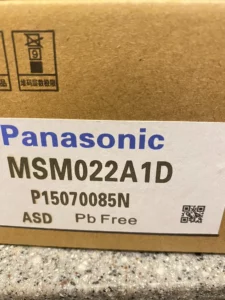 Panasonic
MSM022A1D
P15070085N
ASD Pb Free